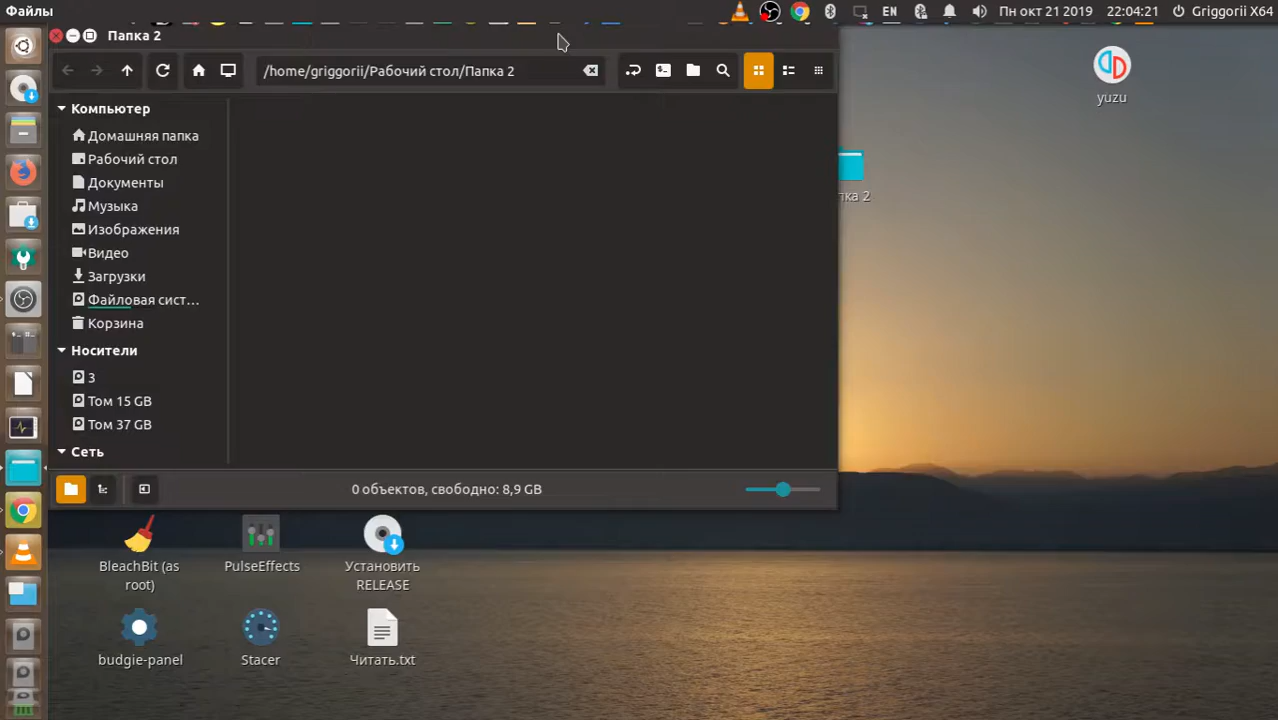 Файлы
EN
Пн окт 21 2019
22:04:21
Griggorii X64
Папка 2
/home/griggorii/Рабочий стол/Папка 2
Компьютер
Домашняя папка
Рабочий стол
Документы
Музыка
Изображения
Видео
Загрузки
Файловая сист...
Корзина
Носители
3
Том 15 GB
Том 37 GB
Сеть
0 объектов, свободно: 8,9 GB
yuzu
пка 2
BleachBit (as
root)
PulseEffects
Установить
RELEASE
budgie-panel
Stacer
Читать.txt